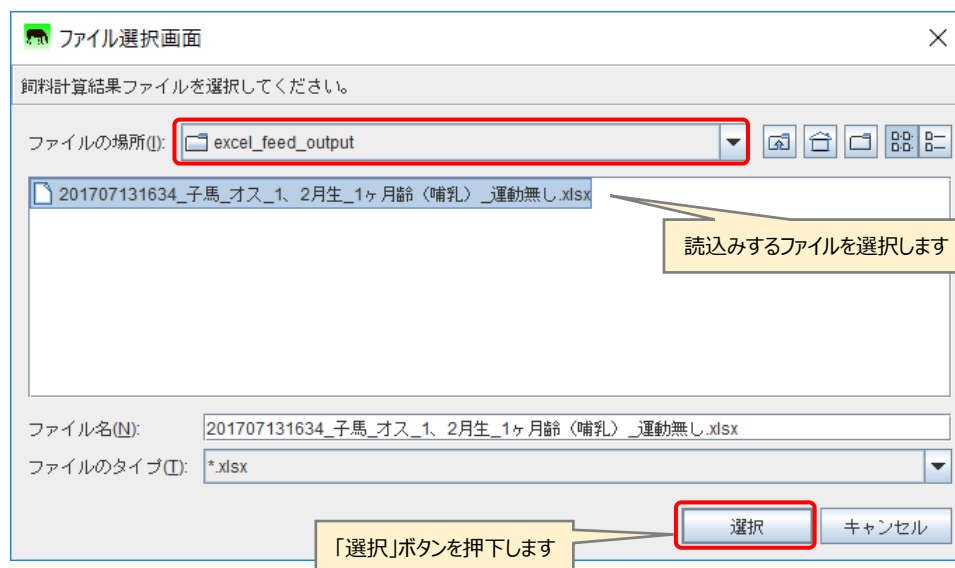 ファイル選択画面
飼料計算結果ファイルを選択してください。
ファイルの場所(I):
excel_feed_output
201707131634_子馬_オス_1、2月生_1ヶ月齢（哺乳）_運動無し.xlsx
読込みするファイルを選択します
ファイル名(N):
201707131634_子馬_オス_1、2月生_1ヶ月齢（哺乳）_運動無し.xlsx
ファイルのタイプ(T):
*.xlsx
選択
キャンセル
「選択」ボタンを押下します